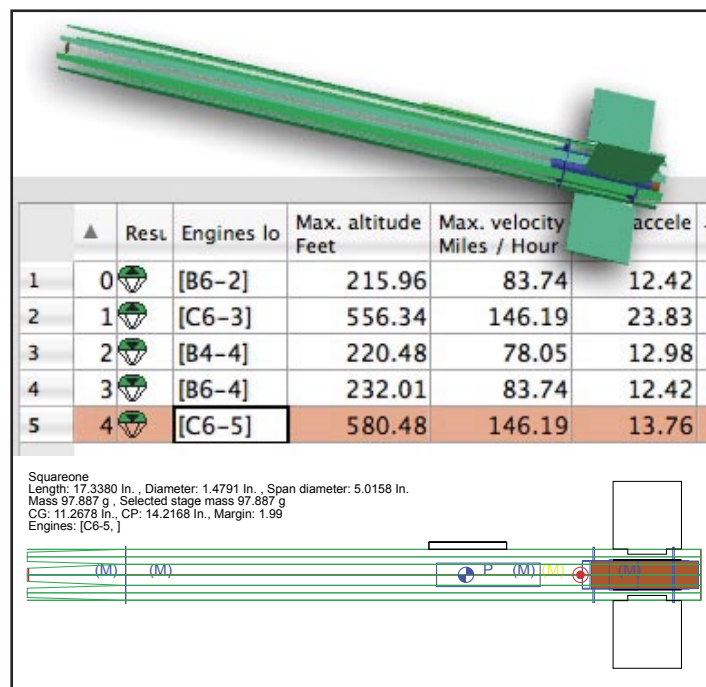 Resu Engines lo Max. altitude Max. velocity accele
Feet Miles / Hour
1 0 [B6-2] 215.96 83.74 12.42
2 1 [C6-3] 556.34 146.19 23.83
3 2 [B4-4] 220.48 78.05 12.98
4 3 [B6-4] 232.01 83.74 12.42
5 4 [C6-5] 580.48 146.19 13.76
Squareone
Length: 17.3380 In. , Diameter: 1.4791 In. , Span diameter: 5.0158 In.
Mass 97.887 g , Selected stage mass 97.887 g
CG: 11.2678 In., CP: 14.2168 In., Margin: 1.99
Engines: [C6-5, ]
(M) (M) P (M) (M) (M)